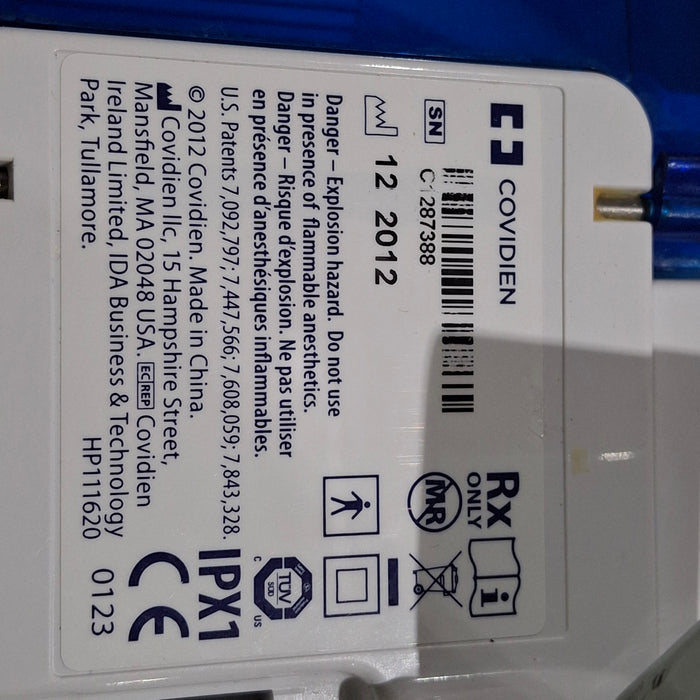 COVIDIEN
Rx
ONLY
i
SN
C1287388
MR
12 2012
Danger – Explosion hazard. Do not use
in presence of flammable anesthetics.
Danger – Risque d'explosion. Ne pas utiliser
en présence d'anesthésiques inflammables.
U.S. Patents 7,092,797; 7,447,566; 7,608,059; 7,843,328.
© 2012 Covidien. Made in China.
Covidien llc, 15 Hampshire Street,
Mansfield, MA 02048 USA. EC REP Covidien
Ireland Limited, IDA Business & Technology
Park, Tullamore.
HP111620
c TÜV SÜD US
IPX1
CE
0123